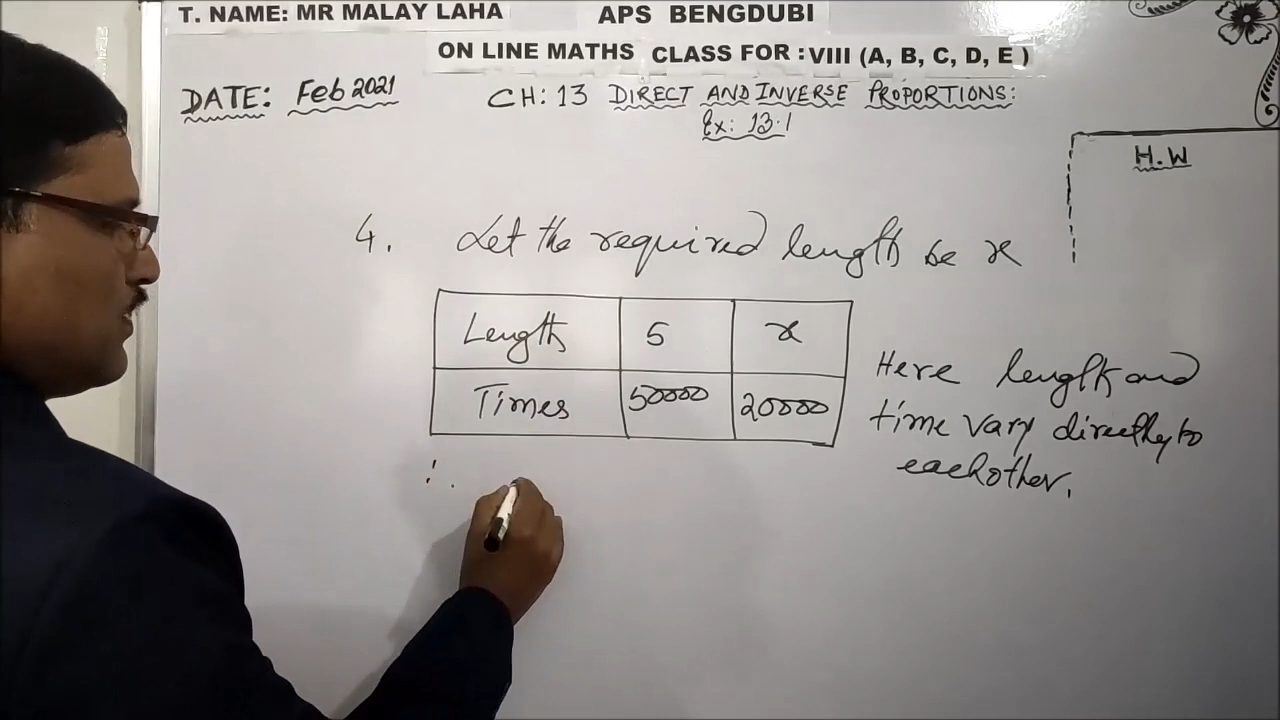 T. NAME: MR MALAY LAHA APS BENGDUBI
ON LINE MATHS CLASS FOR : VIII (A, B, C, D, E )
DATE: Feb 2021 CH: 13 DIRECT AND INVERSE PROPORTIONS:
Ex: 13.1
H.W
4. Let the required length be x
Length 5 x
Times 50000 20000
Here length and
time vary directly to
each other.
∴